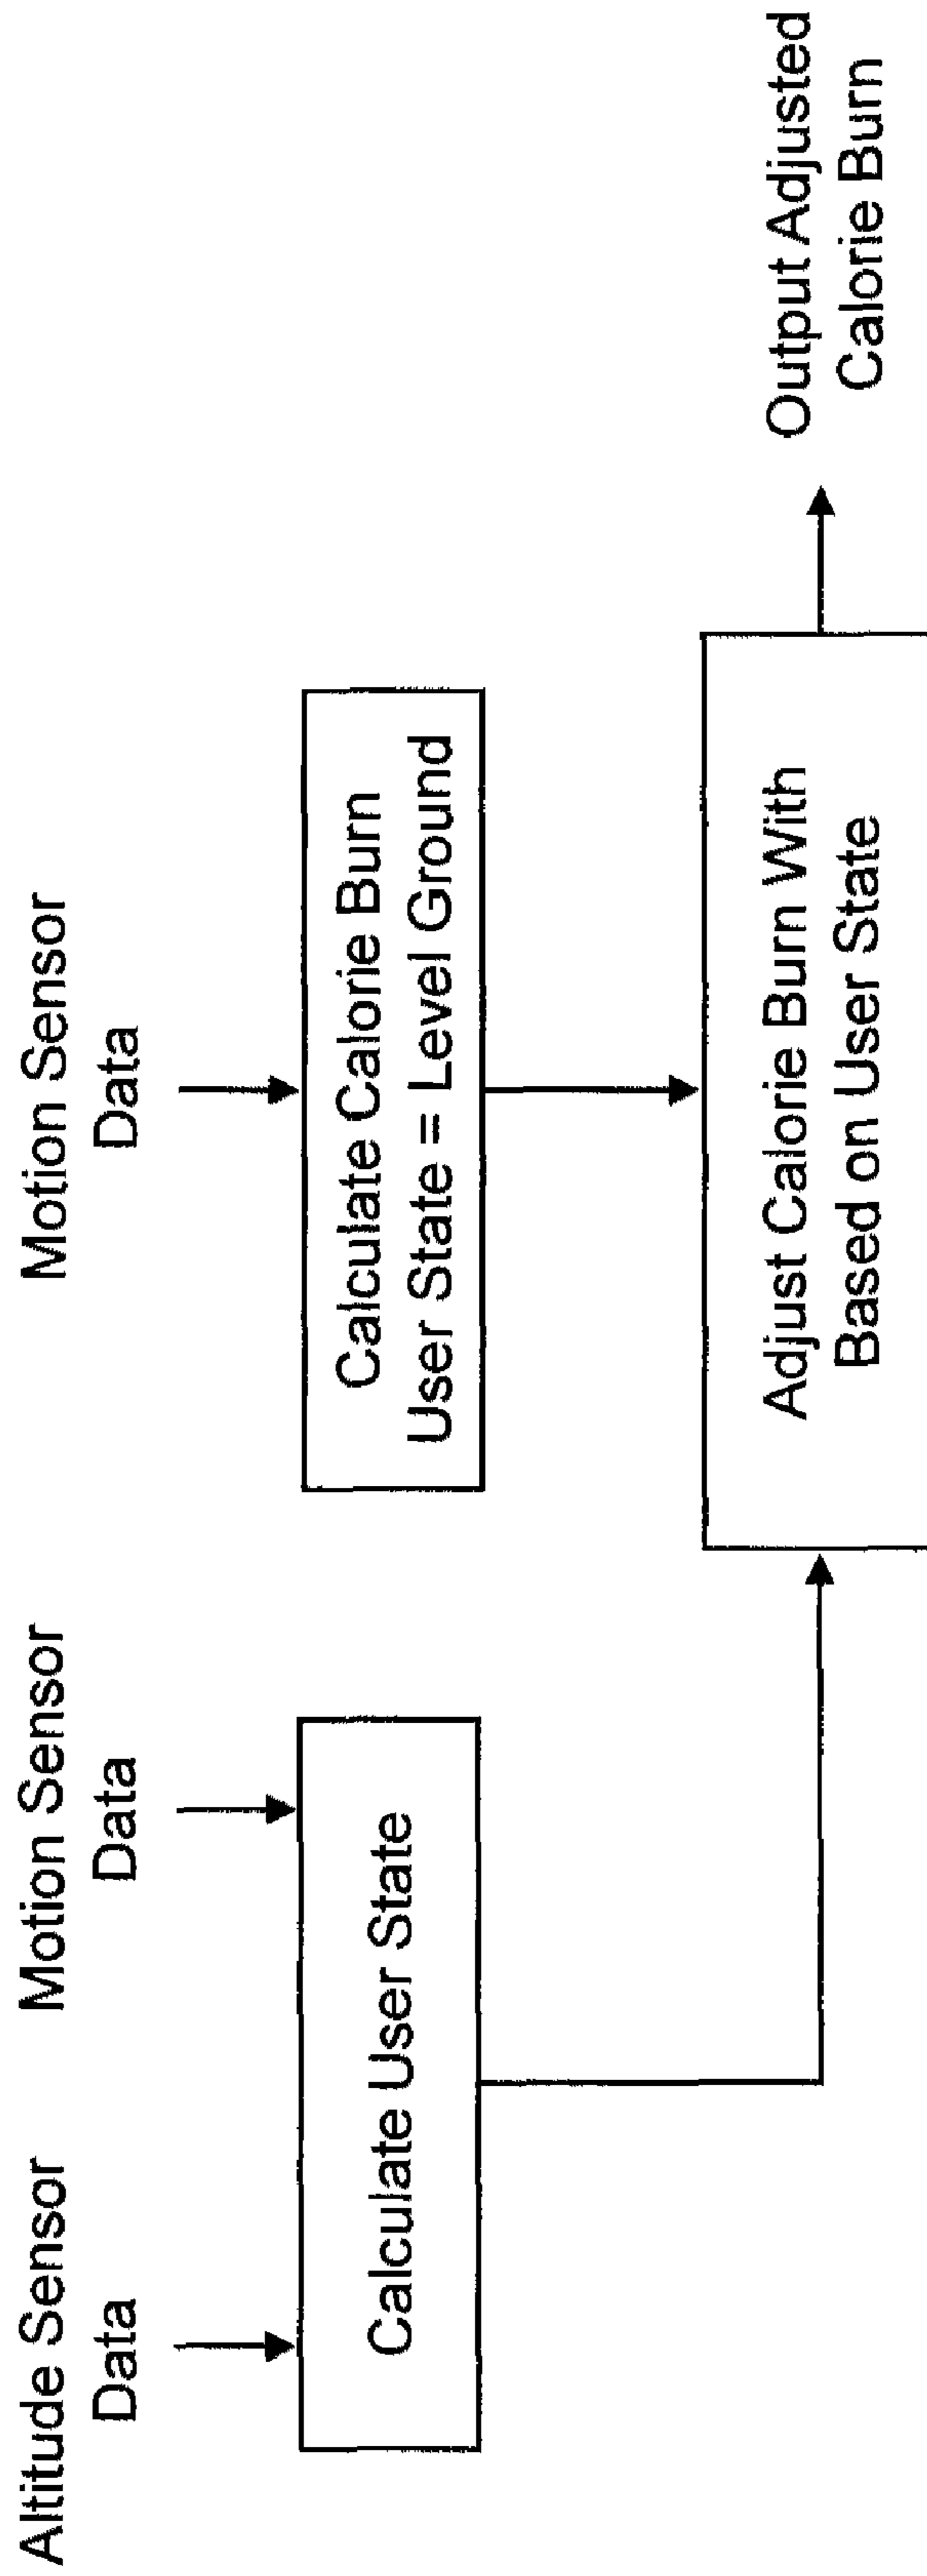 Altitude Sensor
Data
Motion Sensor
Data
Motion Sensor
Data
Calculate User State
Calculate Calorie Burn
User State = Level Ground
Adjust Calorie Burn With
Based on User State
Output Adjusted
Calorie Burn